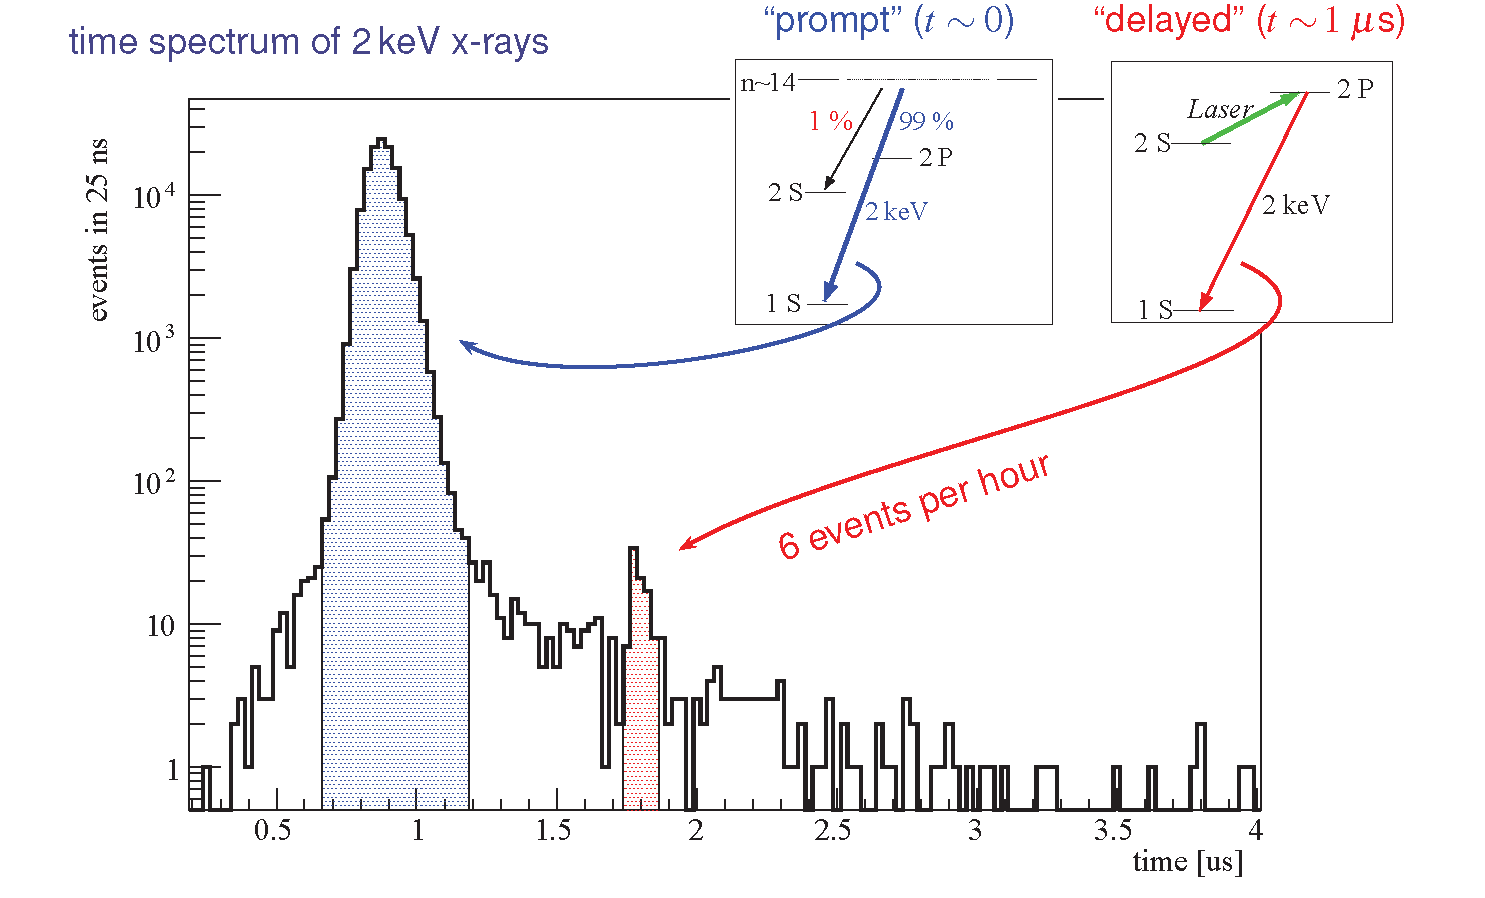 time spectrum of 2 keV x-rays
“prompt” (t ∼ 0)
“delayed” (t ∼ 1 μs)
n~14
1 %
99 %
2 P
2 S
2 keV
1 S
Laser
2 P
2 S
2 keV
1 S
6 events per hour
events in 25 ns
10⁴
10³
10²
10
1
0.5
1
1.5
2
2.5
3
3.5
4
time [us]